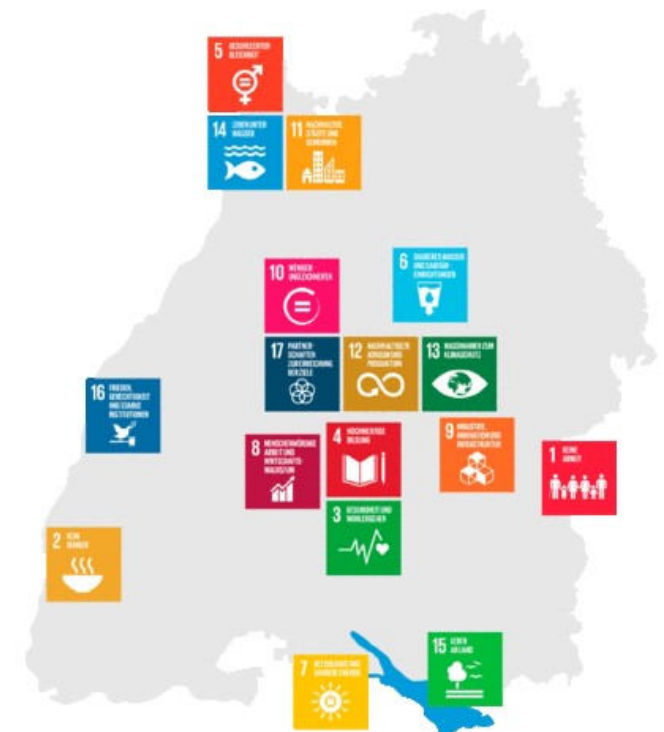 5 GESCHLECHTER-
GLEICHHEIT
14 LEBEN UNTER
WASSER
11 NACHHALTIGE
STÄDTE UND
GEMEINDEN
10 WENIGER
UNGLEICHHEITEN
6 SAUBERES WASSER
UND SANITÄR-
EINRICHTUNGEN
17 PARTNER-
SCHAFTEN
ZUR ERREICHUNG
DER ZIELE
12 NACHHALTIGE/R
KONSUM UND
PRODUKTION
13 MASSNAHMEN ZUM
KLIMASCHUTZ
16 FRIEDEN,
GERECHTIGKEIT
UND STARKE
INSTITUTIONEN
8 MENSCHENWÜRDIGE
ARBEIT UND
WIRTSCHAFTS-
WACHSTUM
4 HOCHWERTIGE
BILDUNG
9 INDUSTRIE,
INNOVATION UND
INFRASTRUKTUR
1 KEINE
ARMUT
3 GESUNDHEIT UND
WOHLERGEHEN
2 KEIN
HUNGER
15 LEBEN
AN LAND
7 BEZAHLBARE UND
SAUBERE ENERGIE